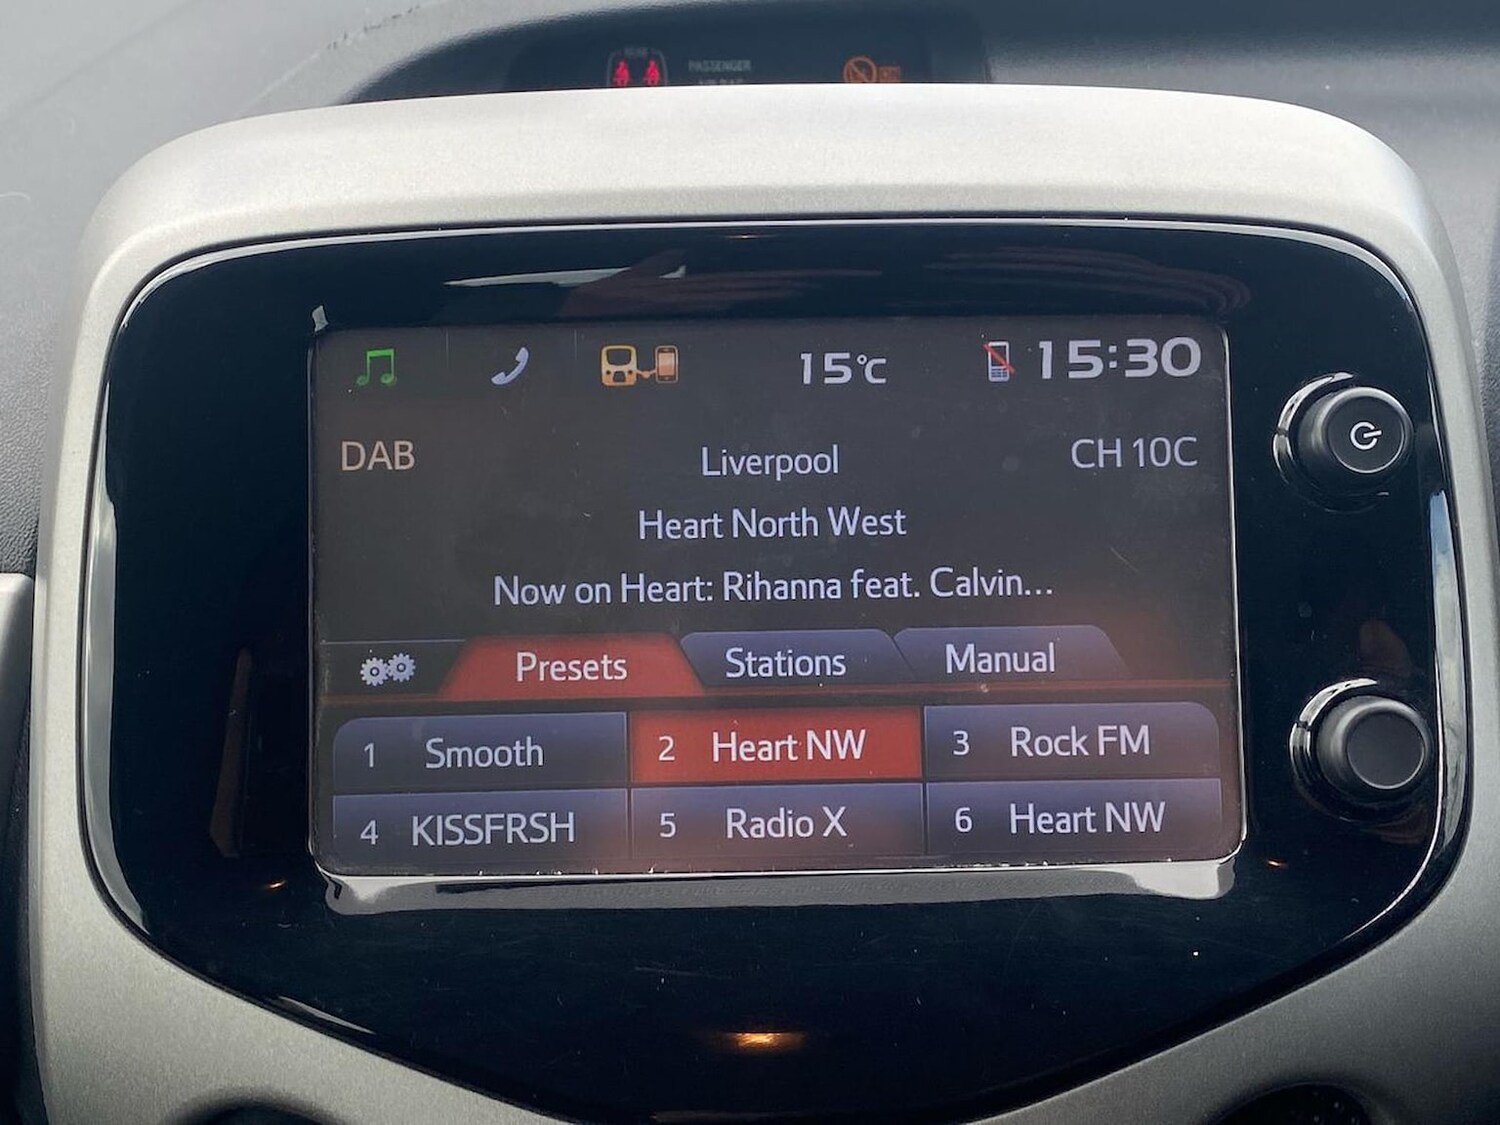 PASSENGER
15°C 15:30
DAB Liverpool CH 10C
Heart North West
Now on Heart: Rihanna feat. Calvin...
Presets Stations Manual
1 Smooth 2 Heart NW 3 Rock FM
4 KISSFRSH 5 Radio X 6 Heart NW